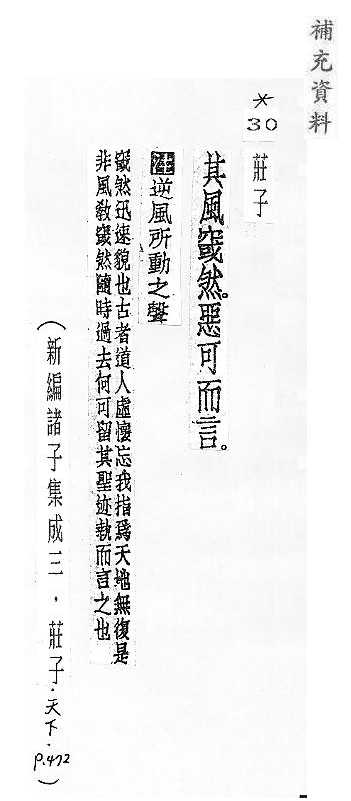 補充資料
*
30
莊子
其風窢然。惡可而言。
注逆風所動之聲
窢然迅速貌也古者道人虛懷忘我指爲天地無復是
非風敎窢然隨時過去何可留其聖迹執而言之也
(新編諸子集成三.莊子.天下.P.472)